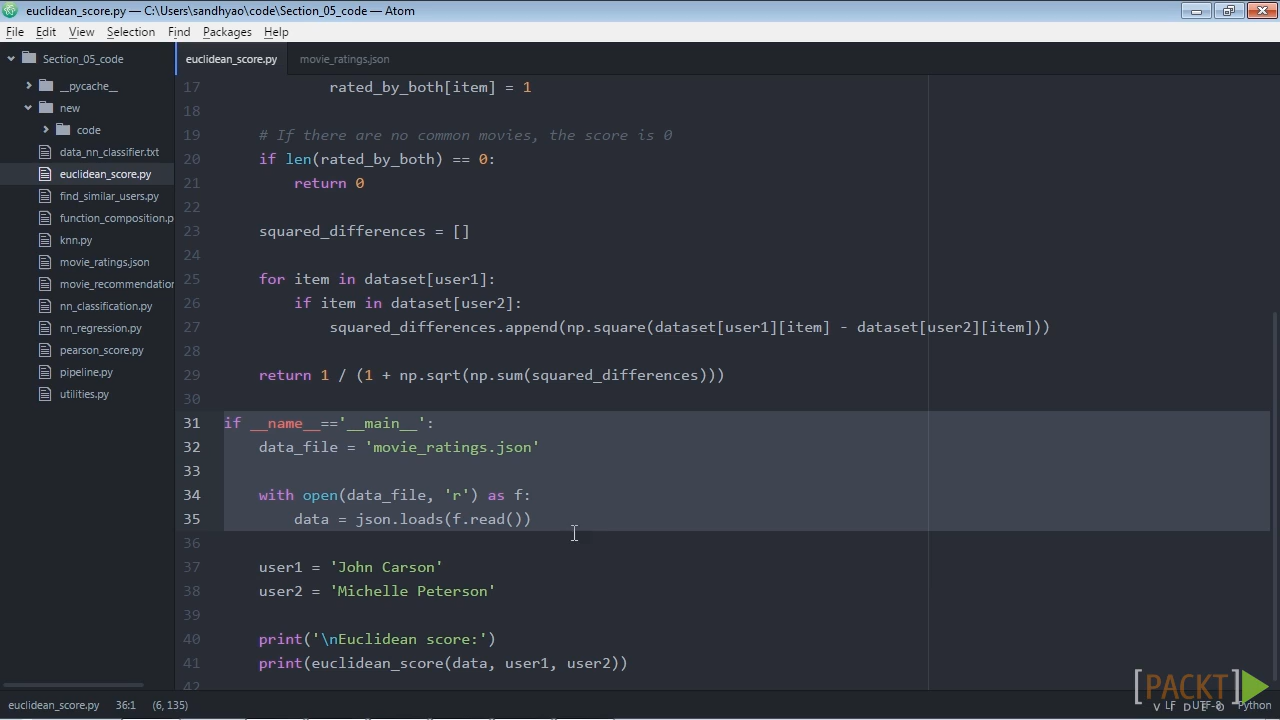 euclidean_score.py — C:\Users\sandhyao\code\Section_05_code — Atom
File Edit View Selection Find Packages Help
Section_05_code
__pycache__
new
code
data_nn_classifier.txt
euclidean_score.py
find_similar_users.py
function_composition.p
knn.py
movie_ratings.json
movie_recommendation
nn_classification.py
nn_regression.py
pearson_score.py
pipeline.py
utilities.py
euclidean_score.py movie_ratings.json
17 rated_by_both[item] = 1
18
19 # If there are no common movies, the score is 0
20 if len(rated_by_both) == 0:
21 return 0
22
23 squared_differences = []
24
25 for item in dataset[user1]:
26 if item in dataset[user2]:
27 squared_differences.append(np.square(dataset[user1][item] - dataset[user2][item]))
28
29 return 1 / (1 + np.sqrt(np.sum(squared_differences)))
30
31 if __name__=='__main__':
32 data_file = 'movie_ratings.json'
33
34 with open(data_file, 'r') as f:
35 data = json.loads(f.read())
36
37 user1 = 'John Carson'
38 user2 = 'Michelle Peterson'
39
40 print('\nEuclidean score:')
41 print(euclidean_score(data, user1, user2))
42
[PACKT]
VIDEO
euclidean_score.py 36:1 (6, 135) LF UTF-8 Python